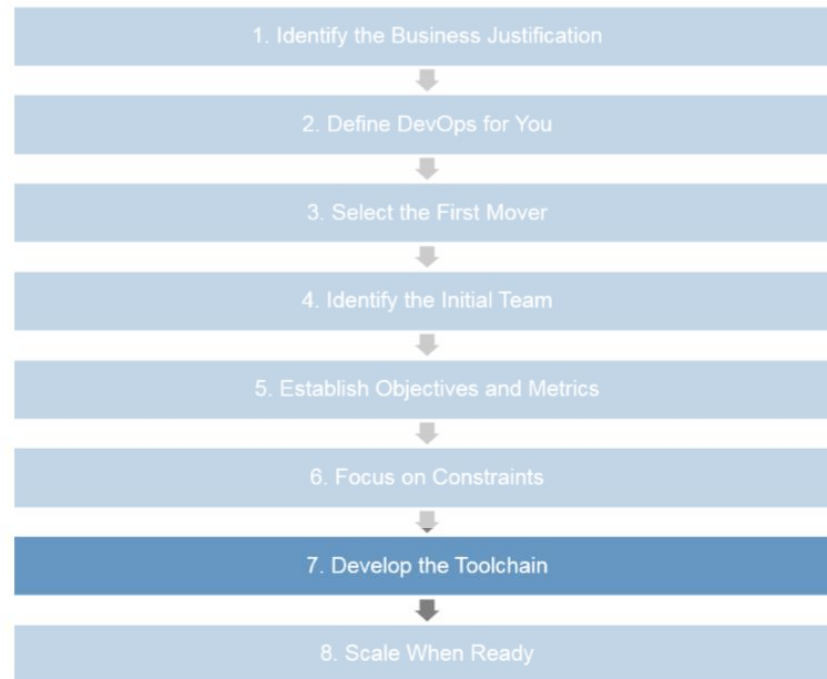 1. Identify the Business Justification
2. Define DevOps for You
3. Select the First Mover
4. Identify the Initial Team
5. Establish Objectives and Metrics
6. Focus on Constraints
7. Develop the Toolchain
8. Scale When Ready